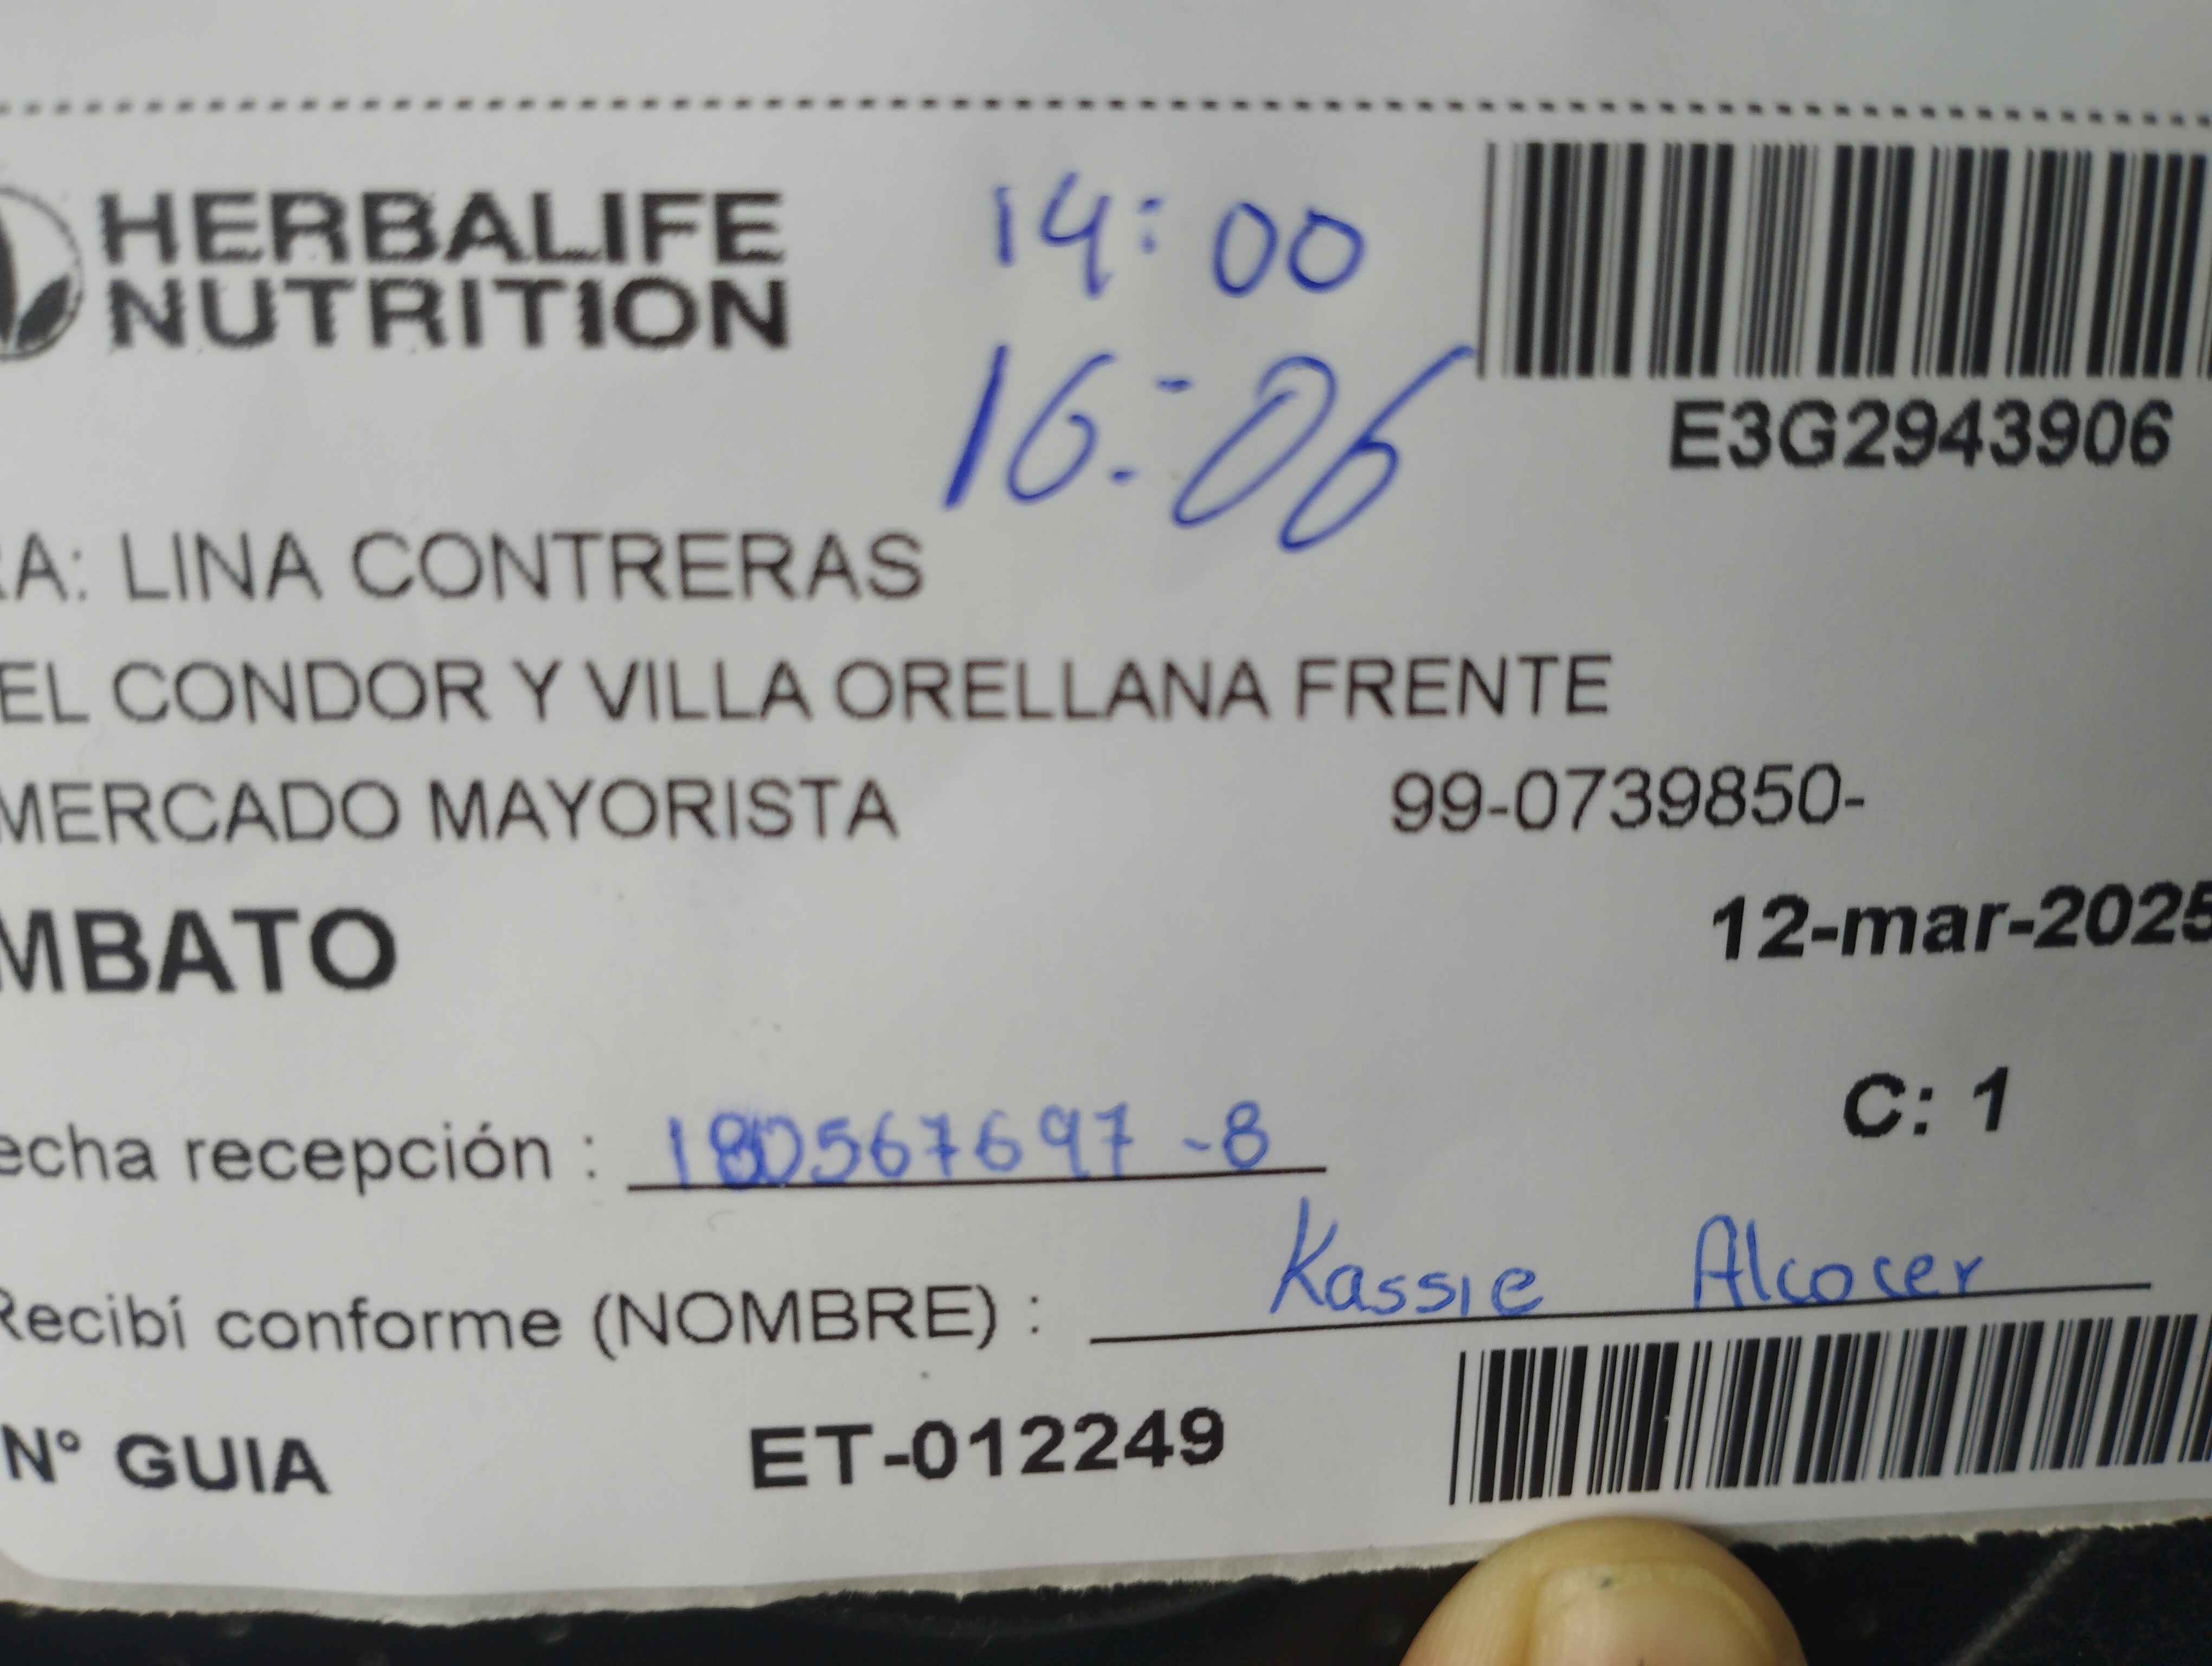 HERBALIFE
NUTRITION
14:00
16:06
E3G2943906
RA: LINA CONTRERAS
EL CONDOR Y VILLA ORELLANA FRENTE
MERCADO MAYORISTA 99-0739850-
MBATO
12-mar-2025
C: 1
echa recepción : 180567697-8
Recibí conforme (NOMBRE) : Kassie Alcocer
N° GUIA ET-012249